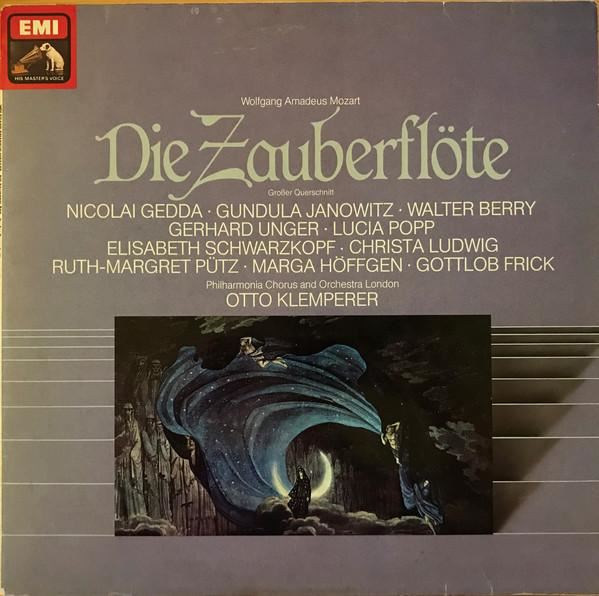 EMI
HIS MASTER'S VOICE
Wolfgang Amadeus Mozart
Die Zauberflöte
Großer Querschnitt
NICOLAI GEDDA · GUNDULA JANOWITZ · WALTER BERRY
GERHARD UNGER · LUCIA POPP
ELISABETH SCHWARZKOPF · CHRISTA LUDWIG
RUTH-MARGRET PÜTZ · MARGA HÖFFGEN · GOTTLOB FRICK
Philharmonia Chorus and Orchestra London
OTTO KLEMPERER